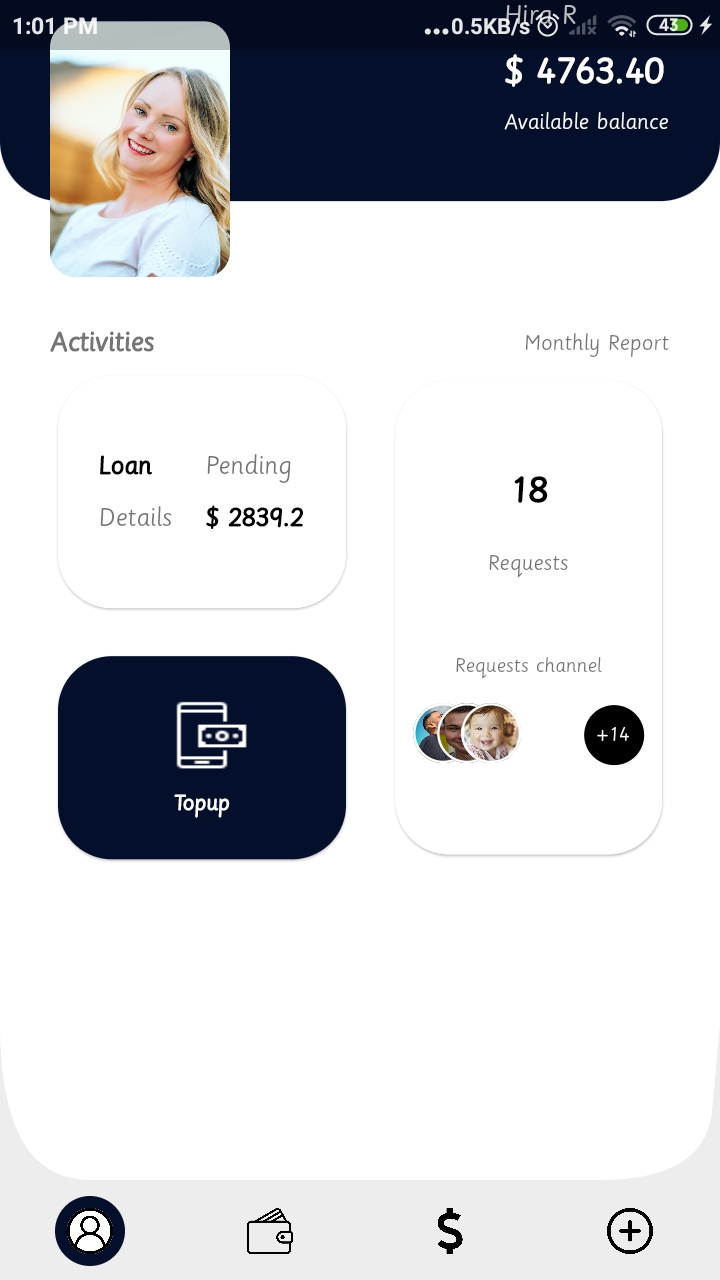 1:01 PM ...0.5KB/s 43
Hira R
$ 4763.40
Available balance
Activities
Monthly Report
Loan Pending
Details $ 2839.2
18
Requests
Requests channel
+14
Topup
$